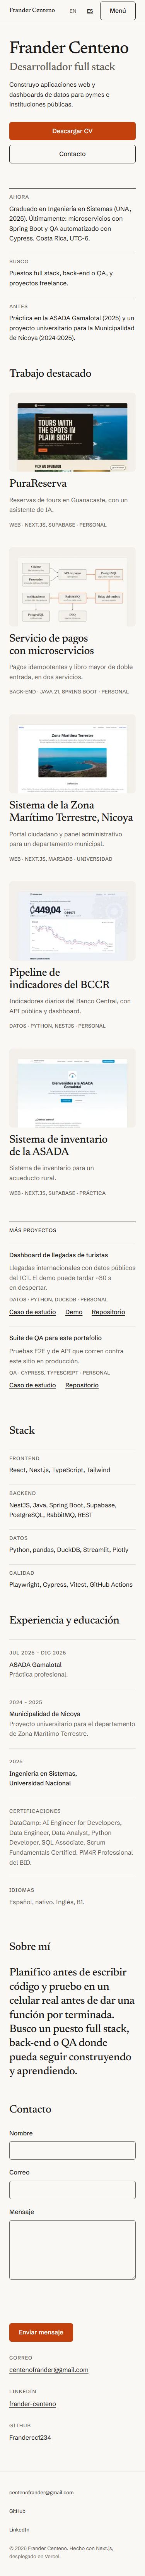 Frander Centeno
EN
ES
Menú
Frander Centeno
Desarrollador full stack
Construyo aplicaciones web y
dashboards de datos para pymes e
instituciones públicas.
Descargar CV
Contacto
AHORA
Graduado en Ingeniería en Sistemas (UNA,
2025). Últimamente: microservicios con
Spring Boot y QA automatizado con
Cypress. Costa Rica, UTC-6.
BUSCO
Puestos full stack, back-end o QA, y
proyectos freelance.
ANTES
Práctica en la ASADA Gamalotal (2025) y un
proyecto universitario para la Municipalidad
de Nicoya (2024-2025).
Trabajo destacado
TOURS WITH
THE SPOTS IN
PLAIN SIGHT
PuraReserva
Reservas de tours en Guanacaste, con un
asistente de IA.
WEB · NEXT.JS, SUPABASE · PERSONAL
Servicio de pagos
con microservicios
Pagos idempotentes y libro mayor de doble
entrada, en dos servicios.
BACK-END · JAVA 21, SPRING BOOT · PERSONAL
Zona Marítimo Terrestre
Sistema de la Zona
Marítimo Terrestre, Nicoya
Portal ciudadano y panel administrativo
para un departamento municipal.
WEB · NEXT.JS, MARIADB · UNIVERSIDAD
₡449,04
Pipeline de
indicadores del BCCR
Indicadores diarios del Banco Central, con
API pública y dashboard.
DATOS · PYTHON, NESTJS · PERSONAL
Bienvenidos a la ASADA
Gamalotal
Sistema de inventario
de la ASADA
Sistema de inventario para un
acueducto rural.
WEB · NEXT.JS, SUPABASE · PRÁCTICA
MÁS PROYECTOS
Dashboard de llegadas de turistas
Llegadas internacionales con datos públicos
del ICT. El demo puede tardar ~30 s
en despertar.
DATOS · PYTHON, DUCKDB · PERSONAL
Caso de estudio
Demo
Repositorio
Suite de QA para este portafolio
Pruebas E2E y de API que corren contra
este sitio en producción.
QA · CYPRESS, TYPESCRIPT · PERSONAL
Caso de estudio
Repositorio
Stack
FRONTEND
React, Next.js, TypeScript, Tailwind
BACKEND
NestJS, Java, Spring Boot, Supabase,
PostgreSQL, RabbitMQ, REST
DATOS
Python, pandas, DuckDB, Streamlit, Plotly
CALIDAD
Playwright, Cypress, Vitest, GitHub Actions
Experiencia y educación
JUL 2025 – DIC 2025
ASADA Gamalotal
Práctica profesional.
2024 – 2025
Municipalidad de Nicoya
Proyecto universitario para el departamento
de Zona Marítimo Terrestre.
2025
Ingeniería en Sistemas,
Universidad Nacional
CERTIFICACIONES
DataCamp: AI Engineer for Developers,
Data Engineer, Data Analyst, Python
Developer, SQL Associate. Scrum
Fundamentals Certified. PM4R Professional
del BID.
IDIOMAS
Español, nativo. Inglés, B1.
Sobre mí
Planifico antes de escribir
código y pruebo en un
celular real antes de dar una
función por terminada.
Busco un puesto full stack,
back-end o QA donde
pueda seguir construyendo
y aprendiendo.
Contacto
Nombre
Correo
Mensaje
Enviar mensaje
CORREO
centenofrander@gmail.com
LINKEDIN
frander-centeno
GITHUB
Frandercc1234
centenofrander@gmail.com
GitHub
LinkedIn
© 2026 Frander Centeno. Hecho con Next.js,
desplegado en Vercel.